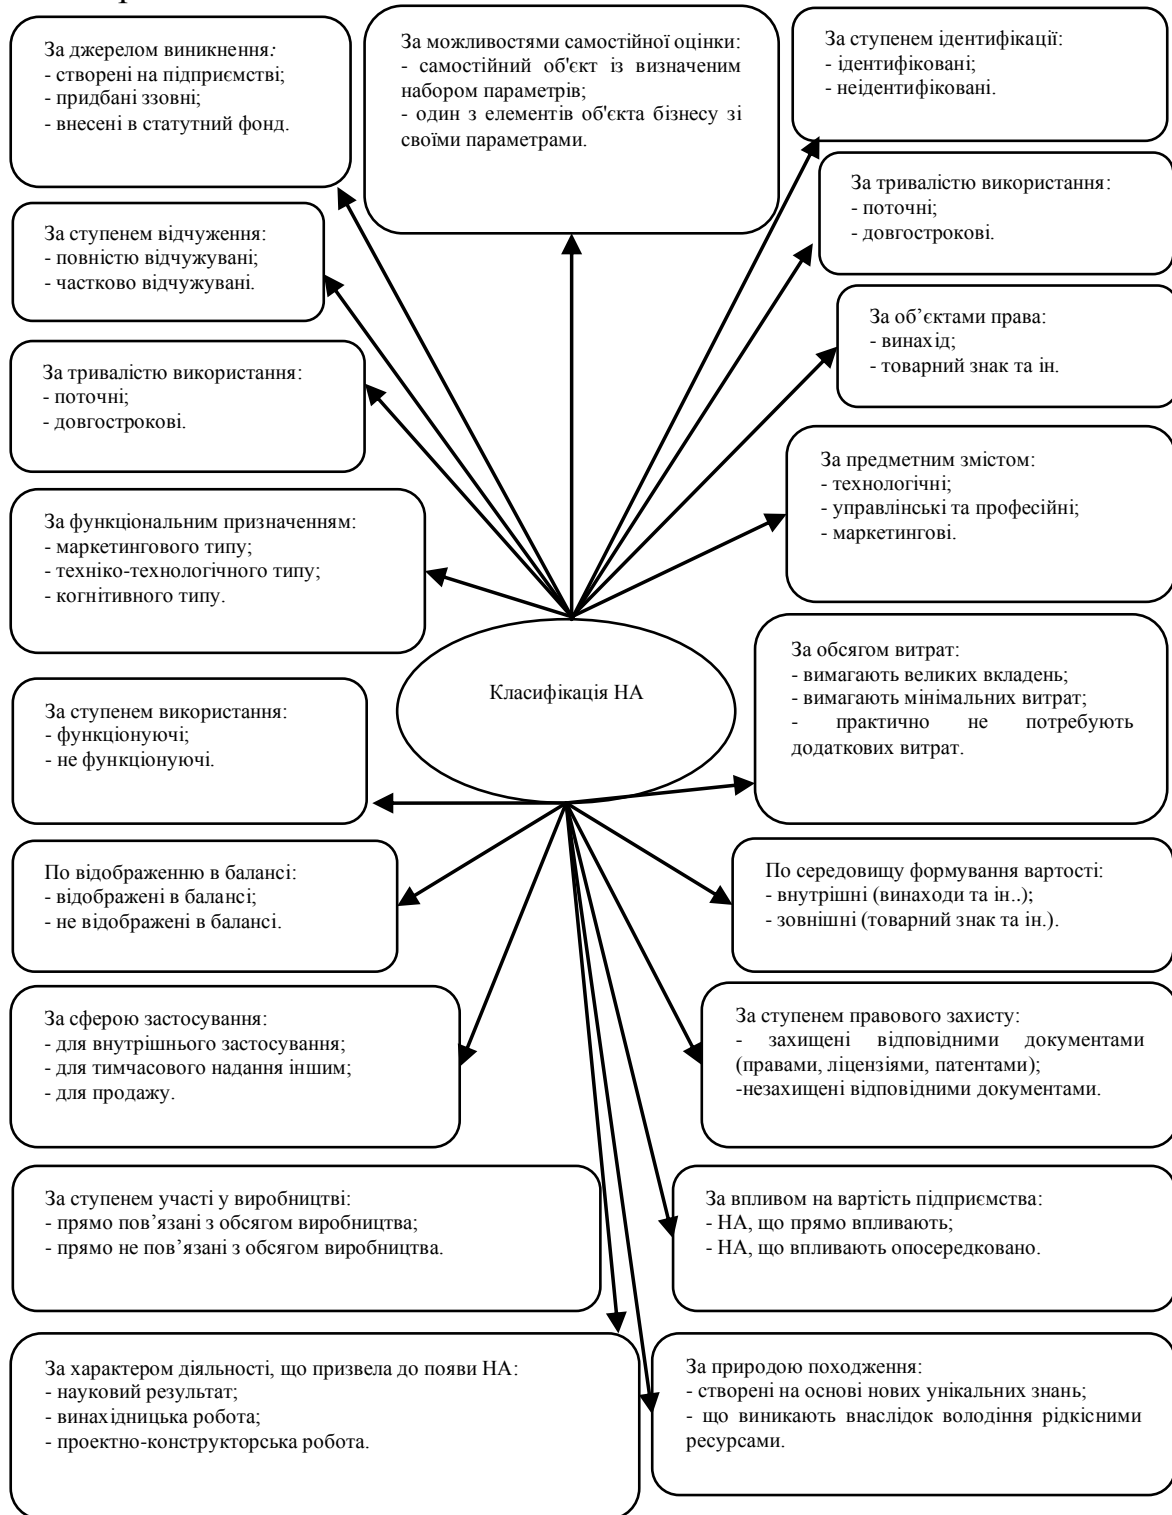 За джерелом виникнення:
- створені на підприємстві;
- придбані ззовні;
- внесені в статутний фонд.
За можливостями самостійної оцінки:
- самостійний об'єкт із визначеним
набором параметрів;
- один з елементів об'єкта бізнесу зі
своїми параметрами.
За ступенем ідентифікації:
- ідентифіковані;
- неідентифіковані.
За ступенем відчуження:
- повністю відчужувані;
- частково відчужувані.
За тривалістю використання:
- поточні;
- довгострокові.
За тривалістю використання:
- поточні;
- довгострокові.
За об’єктами права:
- винахід;
- товарний знак та ін.
За функціональним призначенням:
- маркетингового типу;
- техніко-технологічного типу;
- когнітивного типу.
За предметним змістом:
- технологічні;
- управлінські та професійні;
- маркетингові.
Класифікація НА
За ступенем використання:
- функціонуючі;
- не функціонуючі.
За обсягом витрат:
- вимагають великих вкладень;
- вимагають мінімальних витрат;
- практично не потребують
додаткових витрат.
По відображенню в балансі:
- відображені в балансі;
- не відображені в балансі.
По середовищу формування вартості:
- внутрішні (винаходи та ін..);
- зовнішні (товарний знак та ін.).
За сферою застосування:
- для внутрішнього застосування;
- для тимчасового надання іншим;
- для продажу.
За ступенем правового захисту:
- захищені відповідними документами
(правами, ліцензіями, патентами);
-незахищені відповідними документами.
За ступенем участі у виробництві:
- прямо пов’язані з обсягом виробництва;
- прямо не пов’язані з обсягом виробництва.
За впливом на вартість підприємства:
- НА, що прямо впливають;
- НА, що впливають опосередковано.
За характером діяльності, що призвела до появи НА:
- науковий результат;
- винахідницька робота;
- проектно-конструкторська робота.
За природою походження:
- створені на основі нових унікальних знань;
- що виникають внаслідок володіння рідкісними
ресурсами.